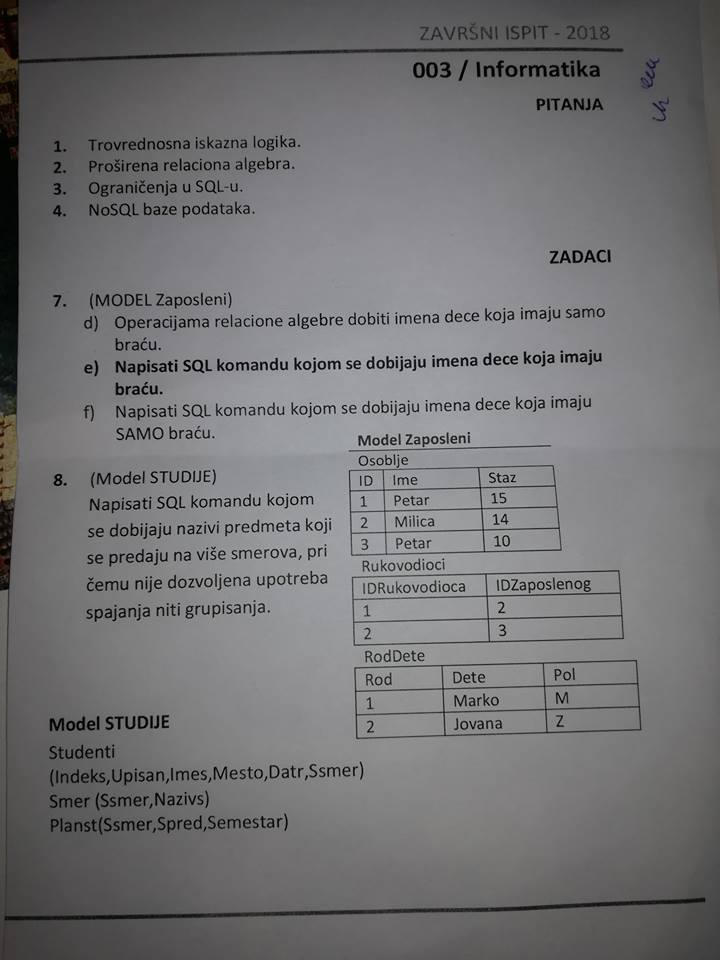 ZAVRŠNI ISPIT - 2018
003 / Informatika
PITANJA
1. Trovrednosna iskazna logika.
2. Proširena relaciona algebra.
3. Ograničenja u SQL-u.
4. NoSQL baze podataka.
ZADACI
7. (MODEL Zaposleni)
d) Operacijama relacione algebre dobiti imena dece koja imaju samo
braću.
e) Napisati SQL komandu kojom se dobijaju imena dece koja imaju
braću.
f) Napisati SQL komandu kojom se dobijaju imena dece koja imaju
SAMO braću.
8. (Model STUDIJE)
Napisati SQL komandu kojom
se dobijaju nazivi predmeta koji
se predaju na više smerova, pri
čemu nije dozvoljena upotreba
spajanja niti grupisanja.
Model Zaposleni
Osoblje
ID Ime Staz
1 Petar 15
2 Milica 14
3 Petar 10
Rukovodioci
IDRukovodioca IDZaposlenog
1 2
2 3
RodDete
Rod Dete Pol
1 Marko M
2 Jovana Z
Model STUDIJE
Studenti
(Indeks,Upisan,Imes,Mesto,Datr,Ssmer)
Smer (Ssmer,Nazivs)
Planst(Ssmer,Spred,Semestar)